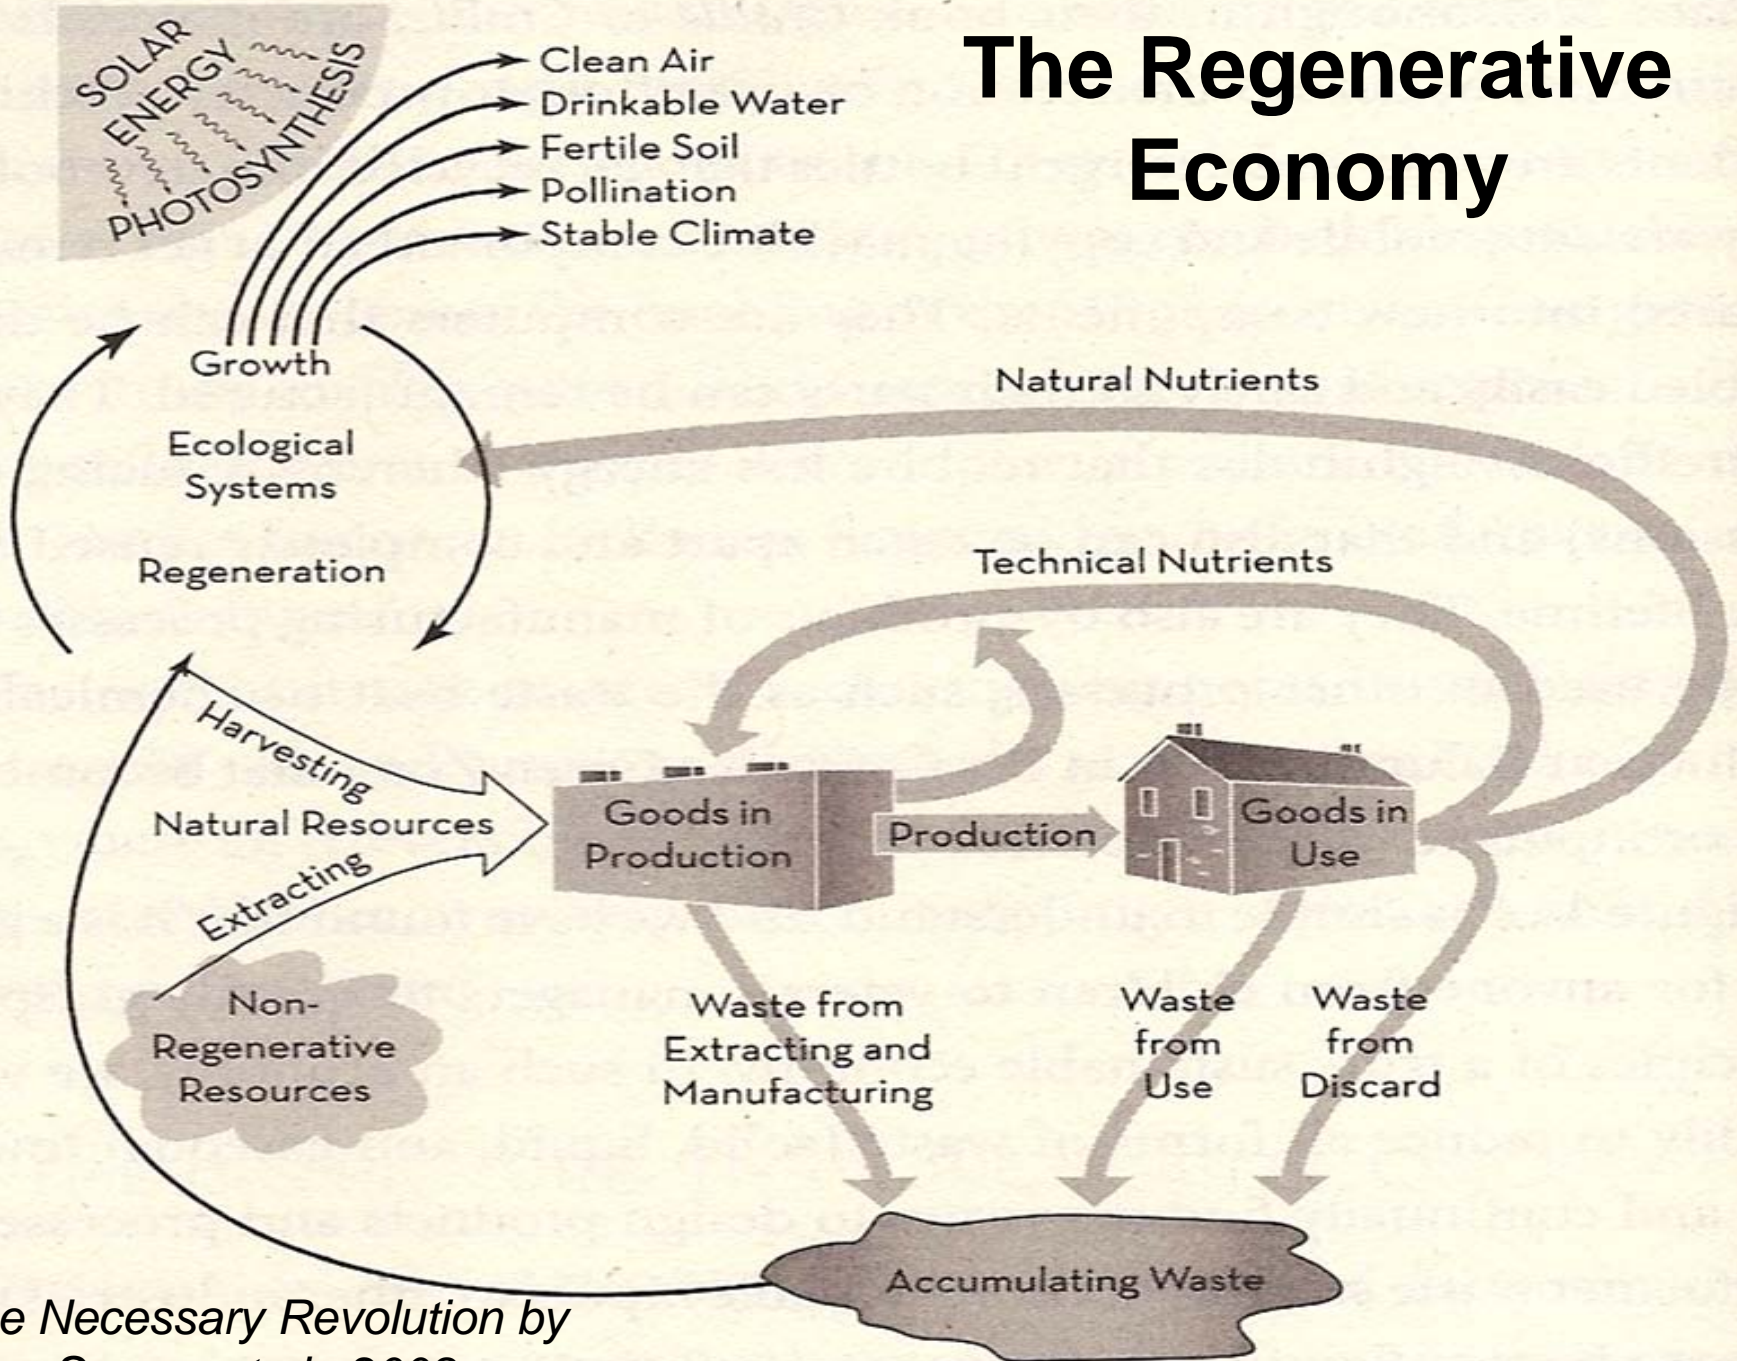 The Regenerative
Economy
SOLAR
ENERGY
PHOTOSYNTHESIS
Clean Air
Drinkable Water
Fertile Soil
Pollination
Stable Climate
Growth
Ecological
Systems
Regeneration
Natural Nutrients
Technical Nutrients
Harvesting
Natural Resources
Extracting
Goods in
Production
Production
Goods in
Use
Non-
Regenerative
Resources
Waste from
Extracting and
Manufacturing
Waste
from
Use
Waste
from
Discard
Accumulating Waste
Necessary Revolution by